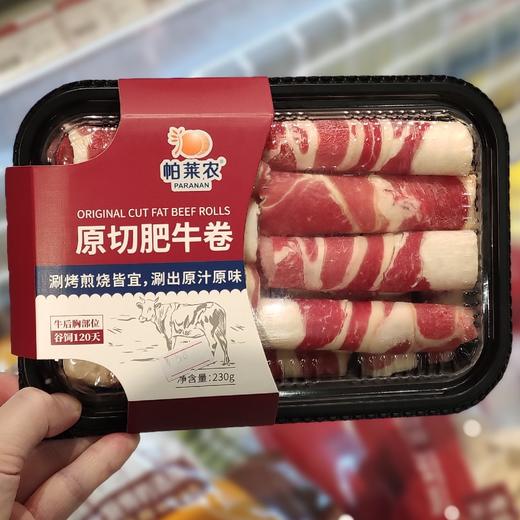 帕莱农
PARANAN
ORIGINAL CUT FAT BEEF ROLLS
原切肥牛卷
涮烤煎烧皆宜，涮出原汁原味
牛后胸部位
谷饲120天
净含量：230g